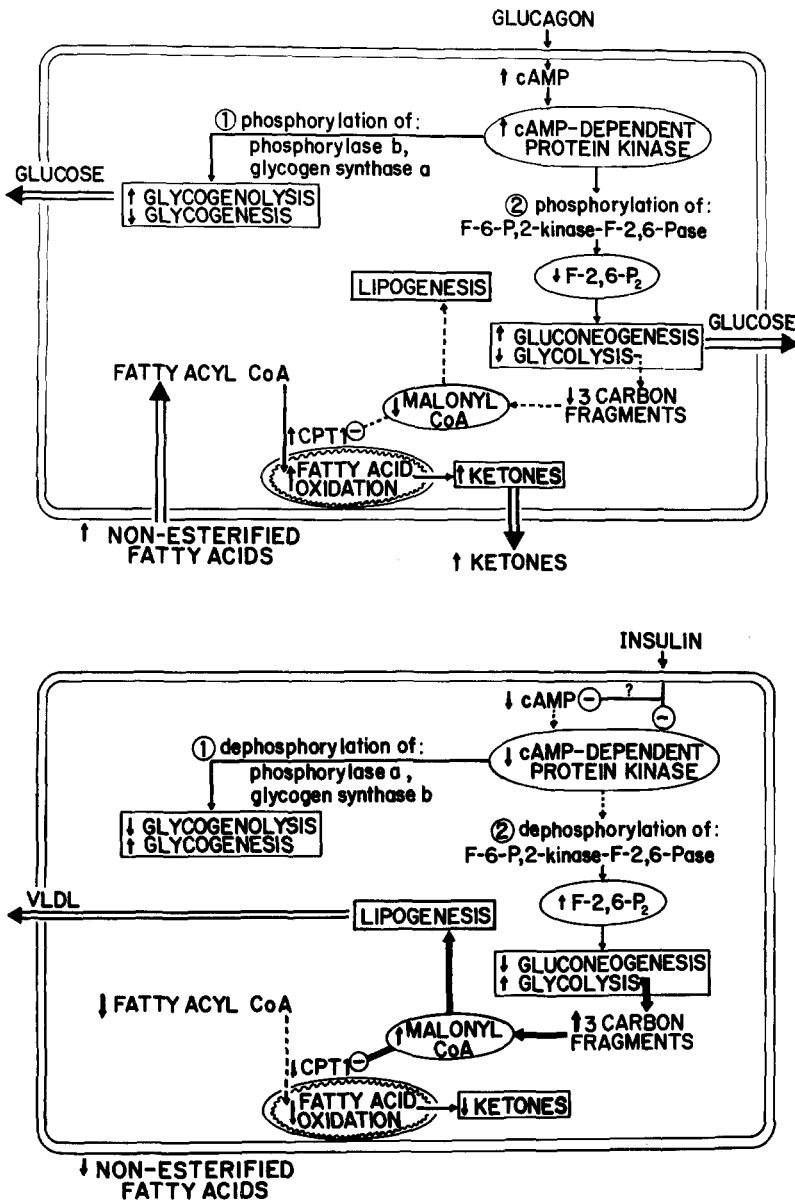 GLUCAGON
↑ cAMP
① phosphorylation of:
phosphorylase b,
glycogen synthase a
↑ cAMP-DEPENDENT
PROTEIN KINASE
GLUCOSE
↑ GLYCOGENOLYSIS
↓ GLYCOGENESIS
② phosphorylation of:
F-6-P,2-kinase-F-2,6-Pase
↓ F-2,6-P₂
LIPOGENESIS
↑ GLUCONEOGENESIS
↓ GLYCOLYSIS
GLUCOSE
FATTY ACYL CoA
↓ MALONYL
CoA
↓ 3 CARBON
FRAGMENTS
↑ CPT↑ −
↑ FATTY ACID
OXIDATION
↑ KETONES
↑ NON-ESTERIFIED
FATTY ACIDS
↑ KETONES
INSULIN
↓ cAMP − ?
−
① dephosphorylation of:
phosphorylase a,
glycogen synthase b
↓ cAMP-DEPENDENT
PROTEIN KINASE
↓ GLYCOGENOLYSIS
↑ GLYCOGENESIS
② dephosphorylation of:
F-6-P,2-kinase-F-2,6-Pase
↑ F-2,6-P₂
VLDL
LIPOGENESIS
↓ GLUCONEOGENESIS
↑ GLYCOLYSIS
↓ FATTY ACYL CoA
↑ MALONYL
CoA
↑ 3 CARBON
FRAGMENTS
↓ CPT↑ −
↓ FATTY ACID
OXIDATION
↓ KETONES
↓ NON-ESTERIFIED
FATTY ACIDS